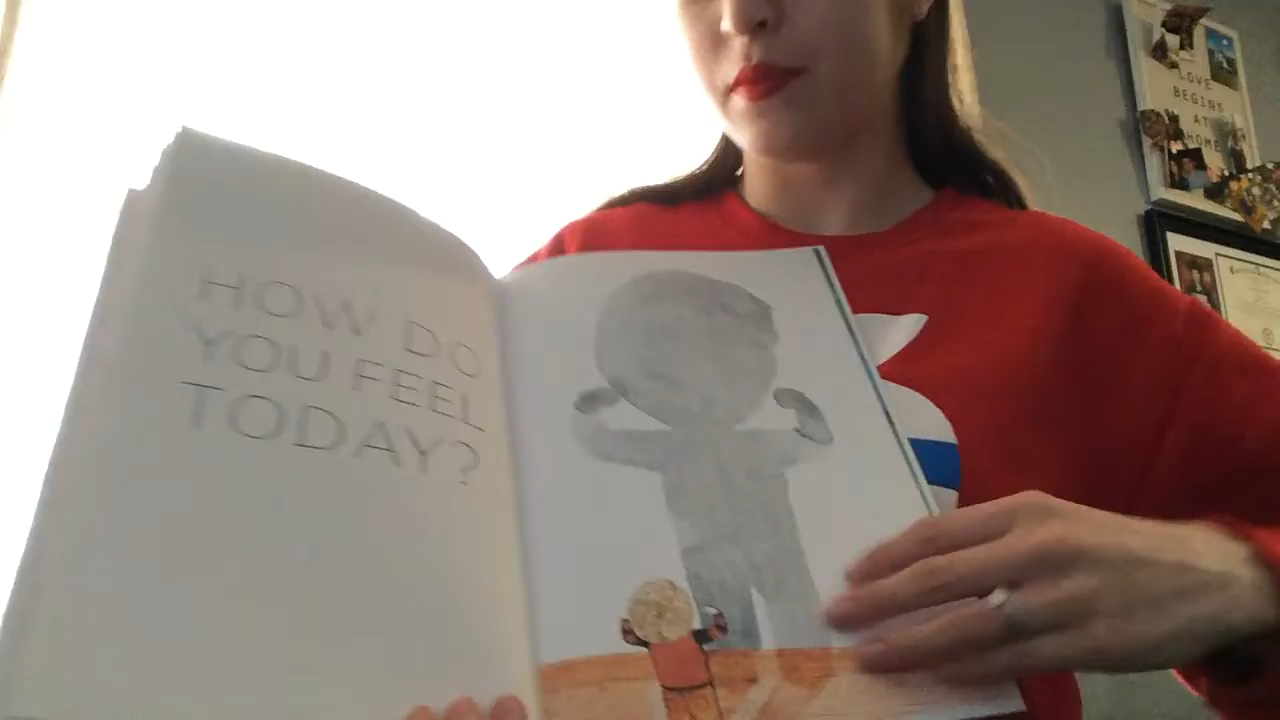 HOW DO
YOU FEEL
TODAY?
LOVE
BEGINS
AT
HOME